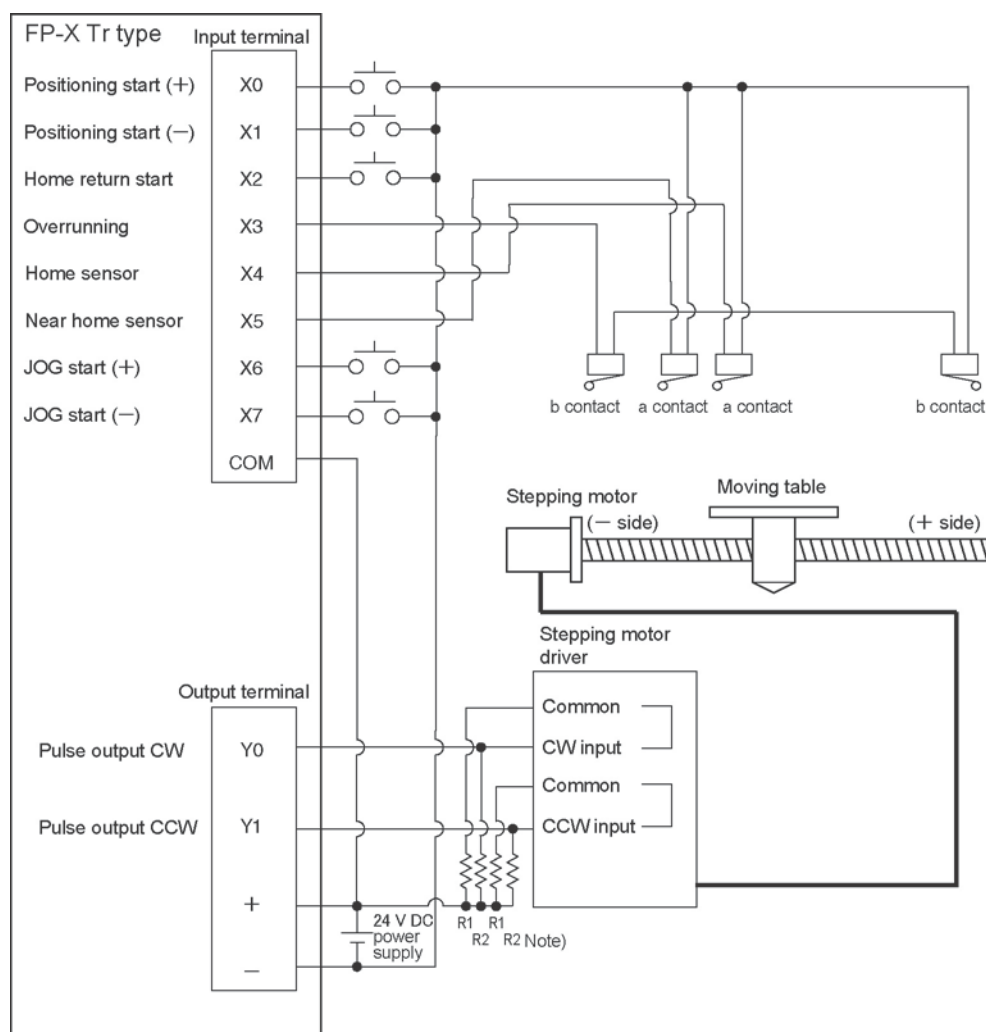 FP-X Tr type
Input terminal
Positioning start (+)
X0
Positioning start (−)
X1
Home return start
X2
Overrunning
X3
Home sensor
X4
Near home sensor
X5
JOG start (+)
X6
JOG start (−)
X7
COM
b contact
a contact
a contact
b contact
Stepping motor
Moving table
(− side)
(+ side)
Stepping motor
driver
Output terminal
Common
Pulse output CW
Y0
CW input
Common
Pulse output CCW
Y1
CCW input
+
24 V DC
power
supply
R1
R2
R1
R2 Note)
−